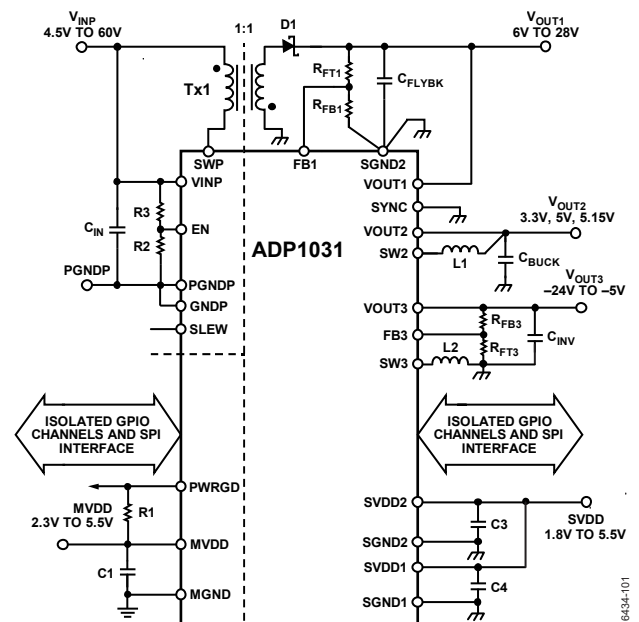 VINP
4.5V TO 60V
1:1
D1
VOUT1
6V TO 28V
Tx1
RFT1
RFB1
CFLYBK
SWP
FB1
SGND2
VINP
VOUT1
SYNC
R3
EN
CIN
R2
ADP1031
VOUT2
SW2
L1
VOUT2
3.3V, 5V, 5.15V
CBUCK
PGNDP
PGNDP
GNDP
SLEW
VOUT3
–24V TO –5V
VOUT3
FB3
SW3
RFB3
RFT3
L2
CINV
ISOLATED GPIO
CHANNELS AND SPI
INTERFACE
ISOLATED GPIO
CHANNELS AND SPI
INTERFACE
PWRGD
MVDD
2.3V TO 5.5V
R1
MVDD
C1
MGND
SVDD2
C3
SVDD
1.8V TO 5.5V
SGND2
SVDD1
C4
SGND1
6434-101